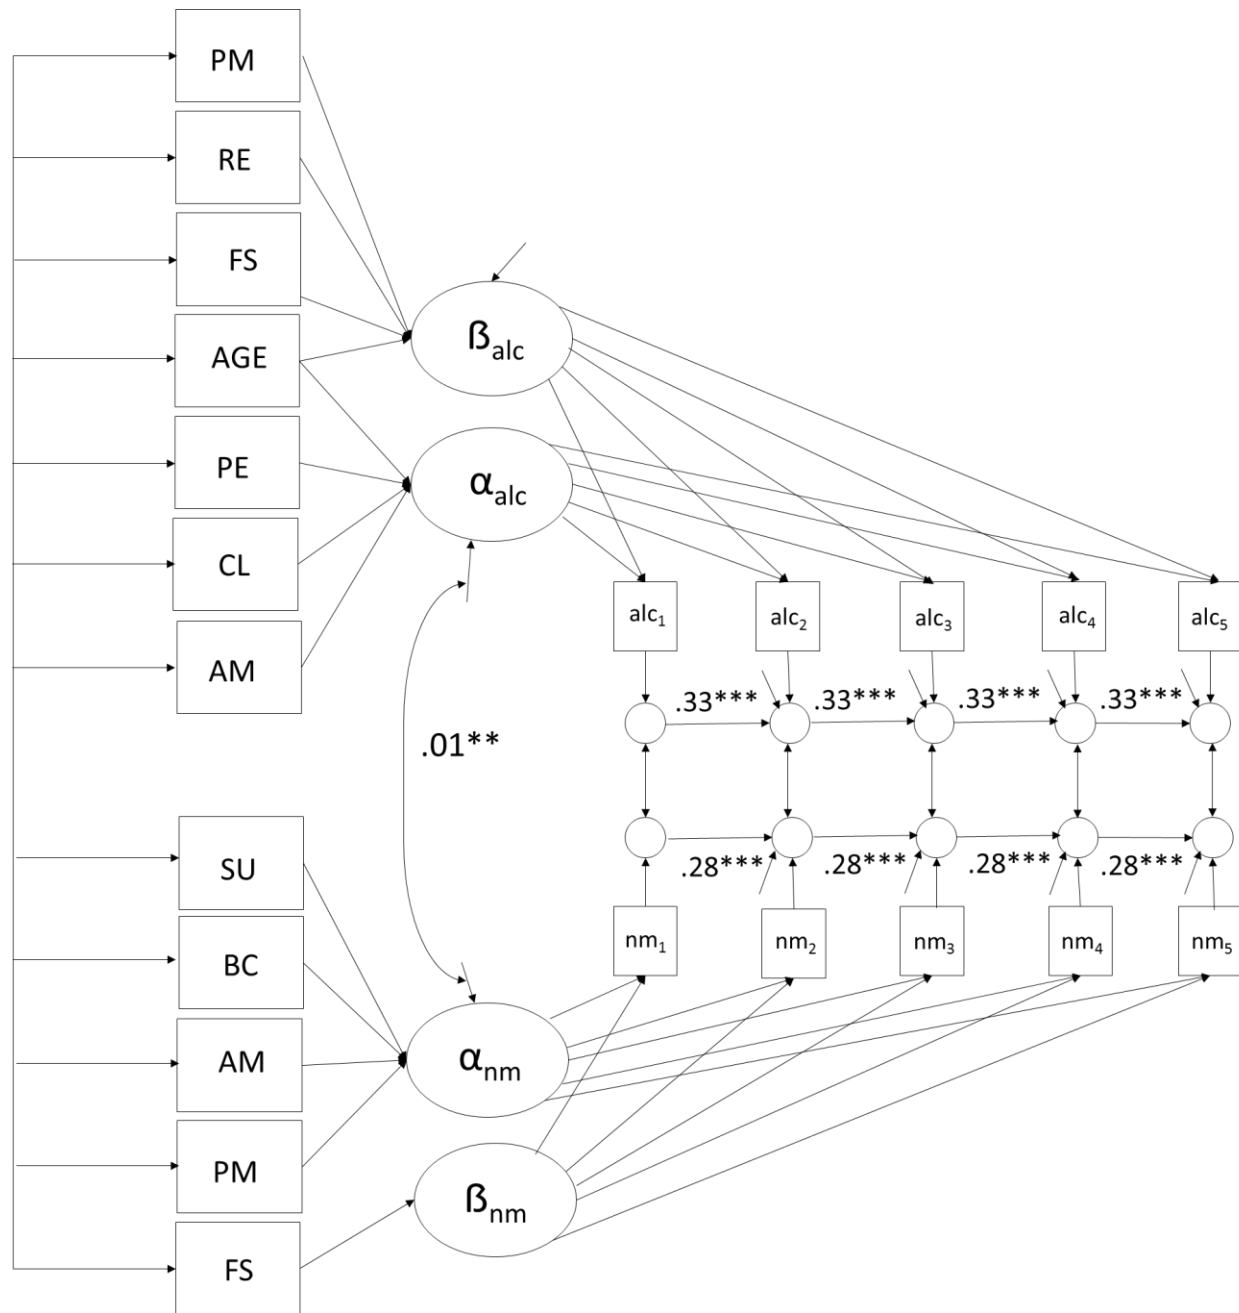 PM
RE
FS
AGE
PE
CL
AM
ßalc
αalc
alc1 alc2 alc3 alc4 alc5
.33*** .33*** .33*** .33***
.01**
.28*** .28*** .28*** .28***
nm1 nm2 nm3 nm4 nm5
SU
BC
AM
PM
FS
αnm
ßnm